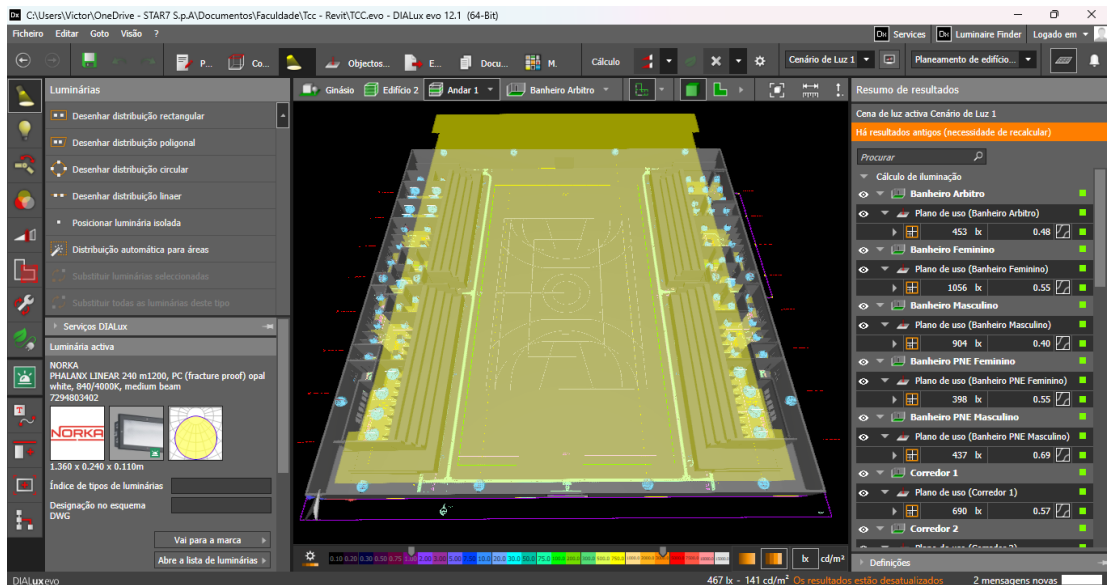 C:\Users\Victor\OneDrive - STAR7 S.p.A\Documentos\Faculdade\Tcc - Revit\TCC.evo - DIALux evo 12.1 (64-Bit)
Ficheiro Editar Goto Visão ?
Dx Services Dx Luminaire Finder Logado em
P... Co... Objectos... E... Docu... M. Cálculo Cenário de Luz 1 Planeamento de edifício...
Luminárias
Desenhar distribuição rectangular
Desenhar distribuição poligonal
Desenhar distribuição circular
Desenhar distribuição linaer
Posicionar luminária isolada
Distribuição automática para áreas
Substituir luminárias seleccionadas
Substituir todas as luminárias deste tipo
Serviços DIALux
Luminária activa
NORKA
PHALANX LINEAR 240 m1200, PC (fracture proof) opal
white, 840/4000K, medium beam
7294803402
NORKA
1.360 x 0.240 x 0.110m
Índice de tipos de luminárias
Designação no esquema
DWG
Vai para a marca
Abre a lista de luminárias
DIALux evo
Ginásio Edifício 2 Andar 1 Banheiro Arbitro
lx cd/m²
Resumo de resultados
Cena de luz activa Cenário de Luz 1
Há resultados antigos (necessidade de recalcular)
Procurar
Cálculo de iluminação
Banheiro Arbitro
Plano de uso (Banheiro Arbitro)
453 lx 0.48
Banheiro Feminino
Plano de uso (Banheiro Feminino)
1056 lx 0.55
Banheiro Masculino
Plano de uso (Banheiro Masculino)
904 lx 0.40
Banheiro PNE Feminino
Plano de uso (Banheiro PNE Feminino)
398 lx 0.55
Banheiro PNE Masculino
Plano de uso (Banheiro PNE Masculino)
437 lx 0.69
Corredor 1
Plano de uso (Corredor 1)
690 lx 0.57
Corredor 2
Definições
467 lx - 141 cd/m² Os resultados estão desatualizados 2 mensagens novas